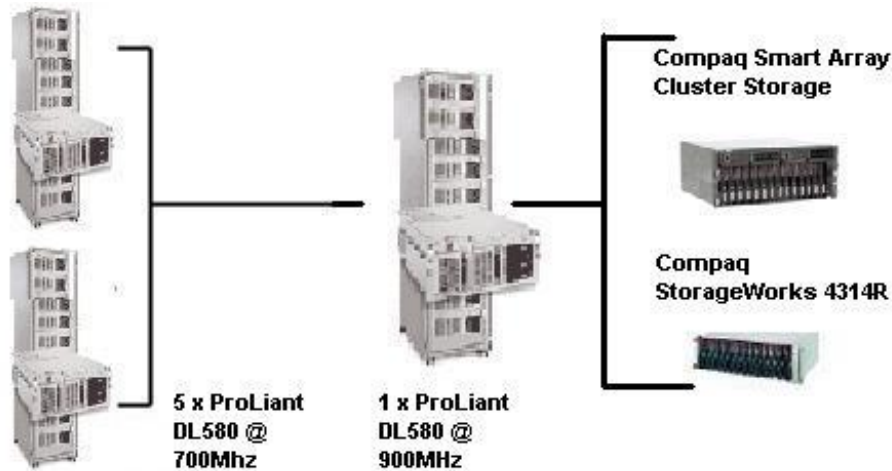 Compaq Smart Array
Cluster Storage
Compaq
StorageWorks 4314R
5 x ProLiant
DL580 @
700Mhz
1 x ProLiant
DL580 @
900MHz